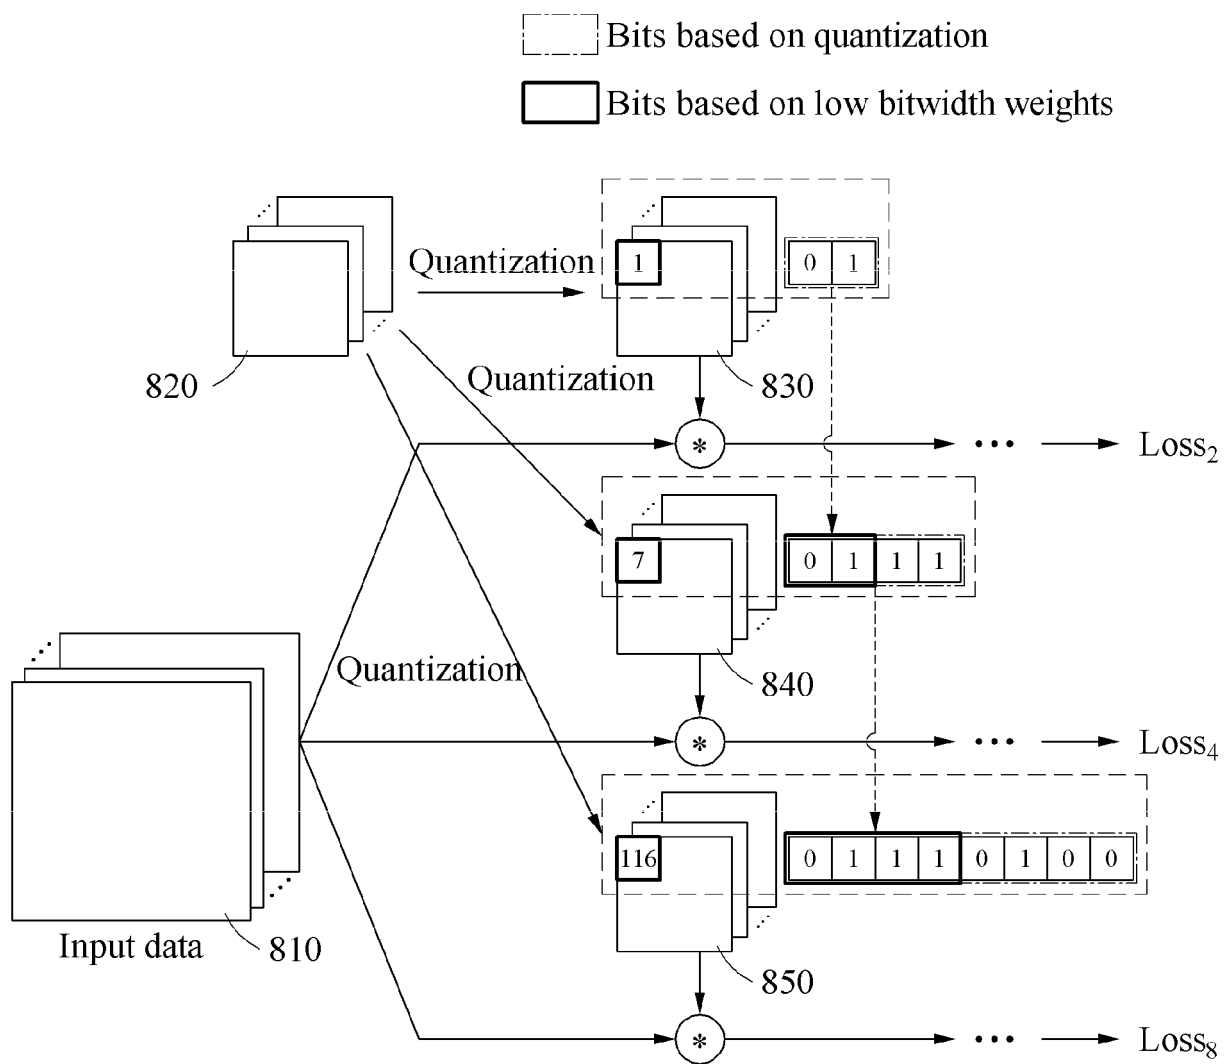 Bits based on quantization
Bits based on low bitwidth weights
Quantization
1
0 1
820
Quantization
830
*
...
Loss2
7
0 1 1 1
Quantization
840
*
...
Loss4
116
0 1 1 1 0 1 0 0
Input data
810
850
*
...
Loss8